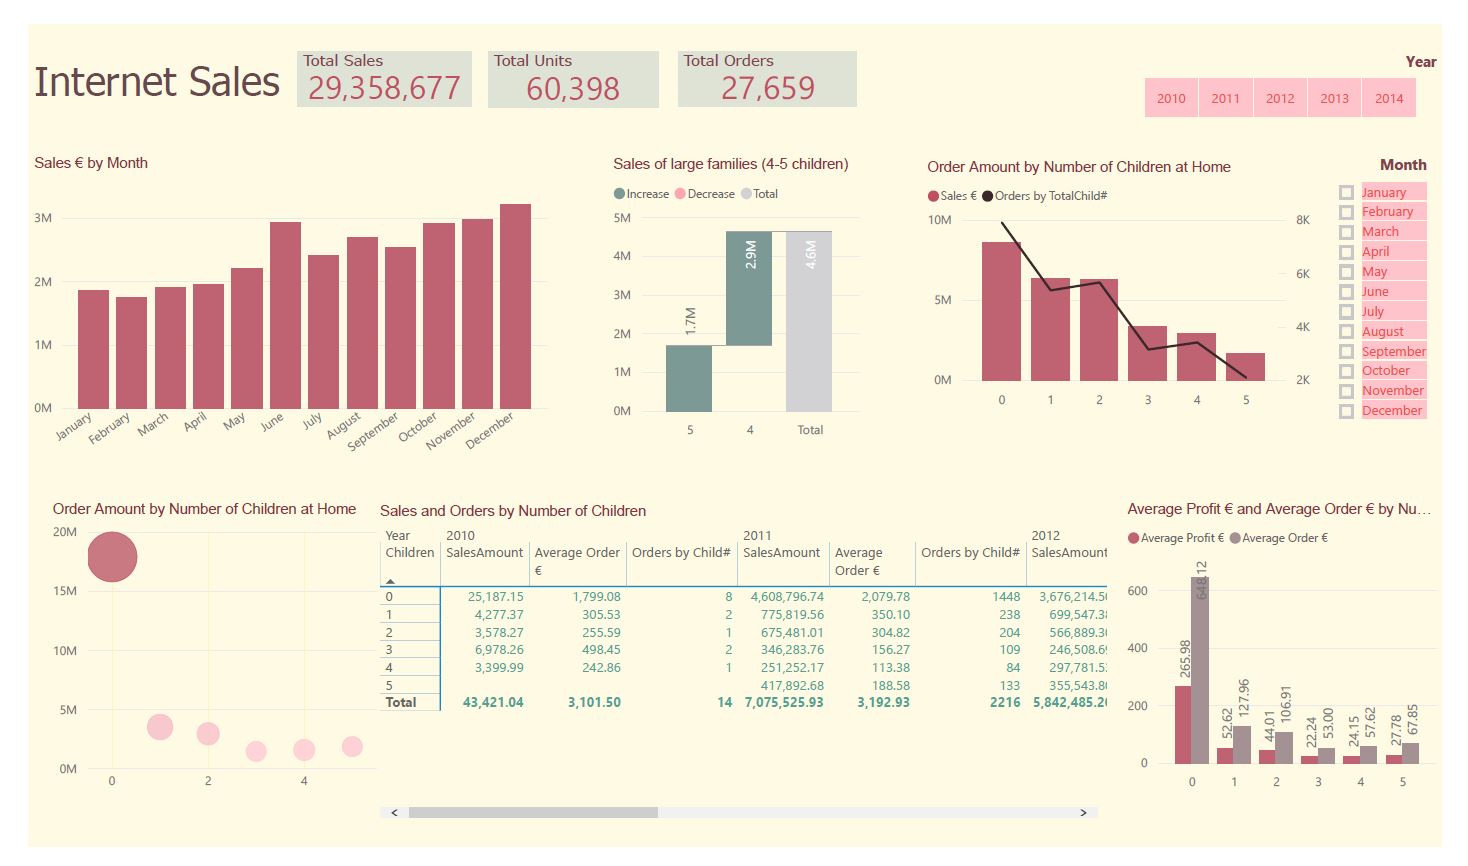 Internet Sales
Total Sales
29,358,677
Total Units
60,398
Total Orders
27,659
Year
2010 2011 2012 2013 2014
Sales € by Month
3M
2M
1M
0M
January February March April May June July August September October November December
Sales of large families (4-5 children)
Increase Decrease Total
5M
4M
3M
2M
1M
0M
1.7M
2.9M
4.6M
5 4 Total
Order Amount by Number of Children at Home
Sales € Orders by TotalChild#
10M
5M
0M
8K
6K
4K
2K
0 1 2 3 4 5
Month
January
February
March
April
May
June
July
August
September
October
November
December
Order Amount by Number of Children at Home
20M
15M
10M
5M
0M
0 2 4
Sales and Orders by Number of Children
Year 2010 2011 2012
Children SalesAmount Average Order € Orders by Child# SalesAmount Average Order € Orders by Child# SalesAmount
0 25,187.15 1,799.08 8 4,608,796.74 2,079.78 1448 3,676,214.50
1 4,277.37 305.53 2 775,819.56 350.10 238 699,547.38
2 3,578.27 255.59 1 675,481.01 304.82 204 566,889.30
3 6,978.26 498.45 2 346,283.76 156.27 109 246,508.69
4 3,399.99 242.86 1 251,252.17 113.38 84 297,781.53
5 417,892.68 188.58 133 355,543.80
Total 43,421.04 3,101.50 14 7,075,525.93 3,192.93 2216 5,842,485.20
Average Profit € and Average Order € by Nu...
Average Profit € Average Order €
600
400
200
0
265.98 648.12
52.62 127.96
44.01 106.91
22.24 53.00
24.15 57.62
27.78 67.85
0 1 2 3 4 5